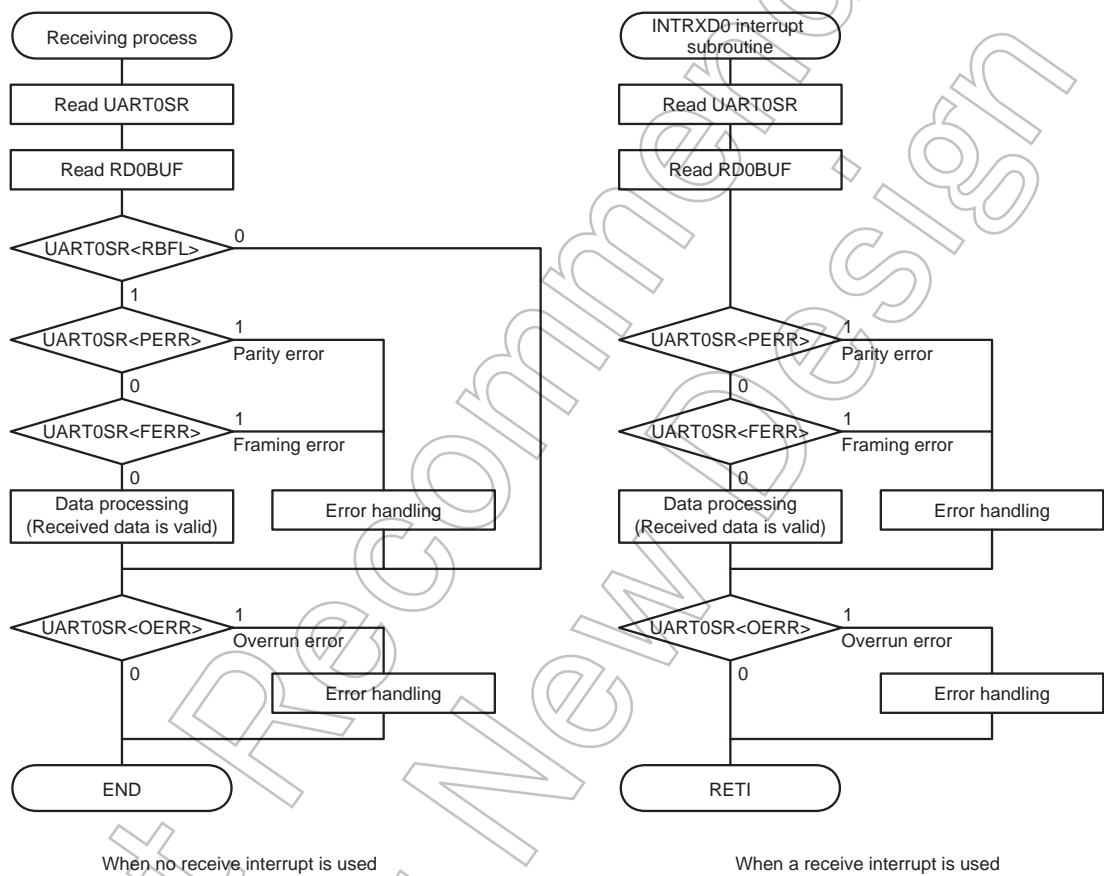 Receiving process
Read UART0SR
Read RD0BUF
UART0SR<RBFL>
0
1
UART0SR<PERR>
1
Parity error
0
UART0SR<FERR>
1
Framing error
0
Data processing
(Received data is valid)
Error handling
UART0SR<OERR>
1
Overrun error
0
Error handling
END
When no receive interrupt is used
INTRXD0 interrupt
subroutine
Read UART0SR
Read RD0BUF
UART0SR<PERR>
1
Parity error
0
UART0SR<FERR>
1
Framing error
0
Data processing
(Received data is valid)
Error handling
UART0SR<OERR>
1
Overrun error
0
Error handling
RETI
When a receive interrupt is used
New Design